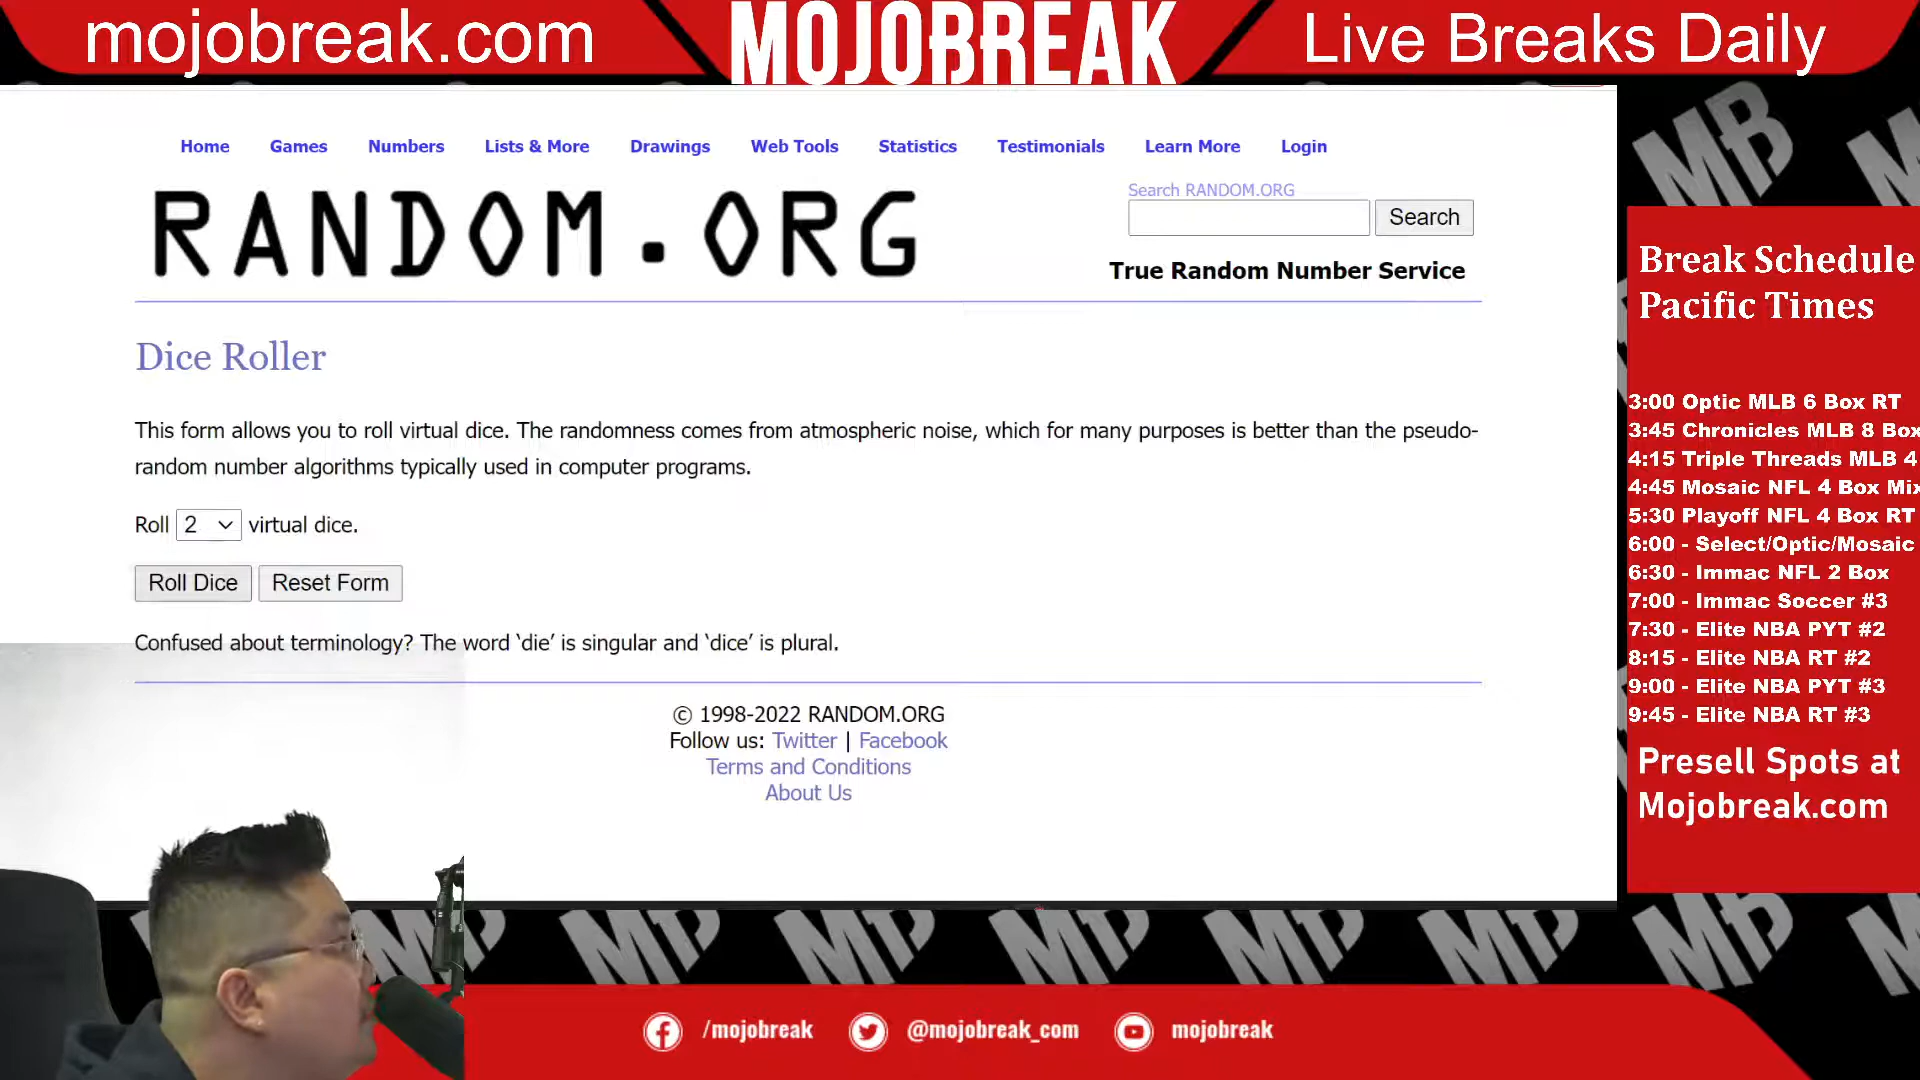 mojobreak.com
MOJOBREAK
Live Breaks Daily
Home Games Numbers Lists & More Drawings Web Tools Statistics Testimonials Learn More Login
RANDOM.ORG
Search RANDOM.ORG
Search
True Random Number Service
Dice Roller
This form allows you to roll virtual dice. The randomness comes from atmospheric noise, which for many purposes is better than the pseudo-
random number algorithms typically used in computer programs.
Roll 2 virtual dice.
Roll Dice Reset Form
Confused about terminology? The word ‘die’ is singular and ‘dice’ is plural.
© 1998-2022 RANDOM.ORG
Follow us: Twitter | Facebook
Terms and Conditions
About Us
Break Schedule
Pacific Times
3:00 Optic MLB 6 Box RT
3:45 Chronicles MLB 8 Box
4:15 Triple Threads MLB 4
4:45 Mosaic NFL 4 Box Mix
5:30 Playoff NFL 4 Box RT
6:00 - Select/Optic/Mosaic
6:30 - Immac NFL 2 Box
7:00 - Immac Soccer #3
7:30 - Elite NBA PYT #2
8:15 - Elite NBA RT #2
9:00 - Elite NBA PYT #3
9:45 - Elite NBA RT #3
Presell Spots at
Mojobreak.com
/mojobreak @mojobreak_com mojobreak